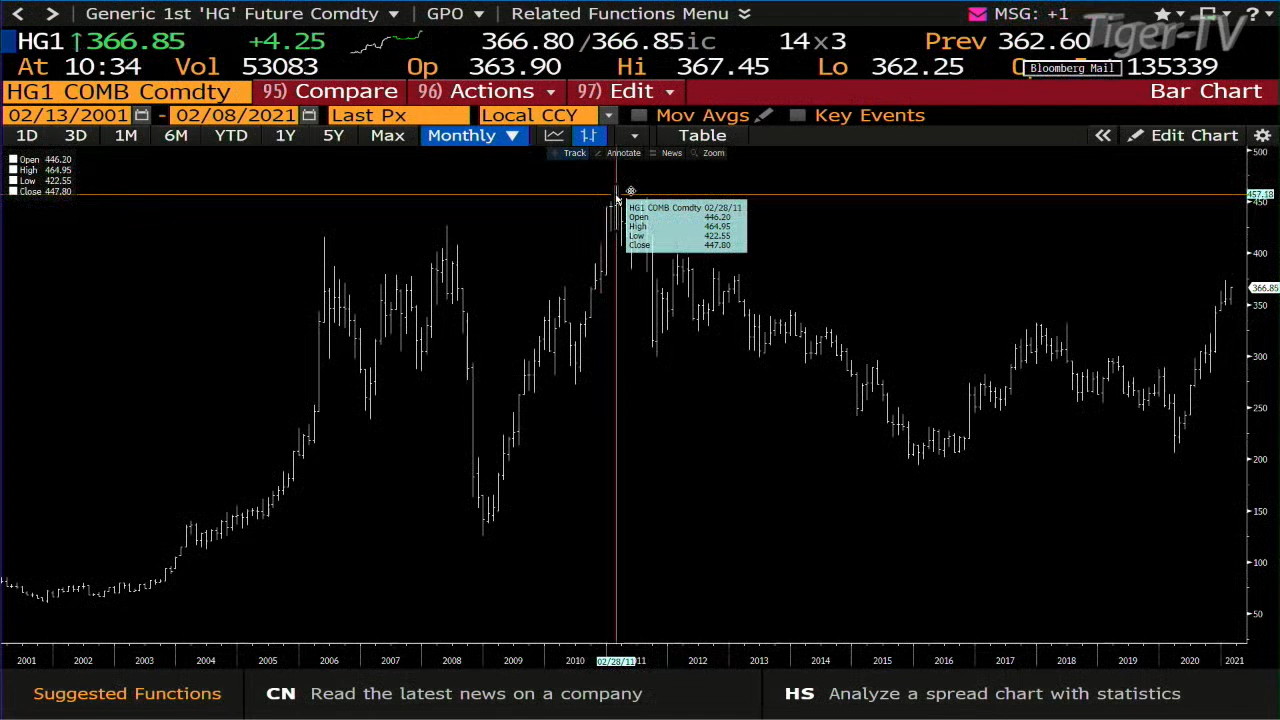 Generic 1st 'HG' Future Comdty GPO Related Functions Menu MSG: +1 ?
Tiger-TV
HG1 ↑366.85 +4.25 366.80/366.85ic 14x3 Prev 362.60
At 10:34 Vol 53083 Op 363.90 Hi 367.45 Lo 362.25 135339
Bloomberg Mail
HG1 COMB Comdty 95) Compare 96) Actions 97) Edit Bar Chart
02/13/2001 - 02/08/2021 Last Px Local CCY Mov Avgs Key Events
1D 3D 1M 6M YTD 1Y 5Y Max Monthly ▼ Table « Edit Chart
Track Annotate News Zoom
Open 446.20
High 464.95
Low 422.55
Close 447.80
HG1 COMB Comdty 02/28/11
Open 446.20
High 464.95
Low 422.55
Close 447.80
500
457.18
450
400
366.85
350
300
250
200
150
100
50
2001 2002 2003 2004 2005 2006 2007 2008 2009 2010 02/28/11 11 2012 2013 2014 2015 2016 2017 2018 2019 2020 2021
Suggested Functions CN Read the latest news on a company HS Analyze a spread chart with statistics